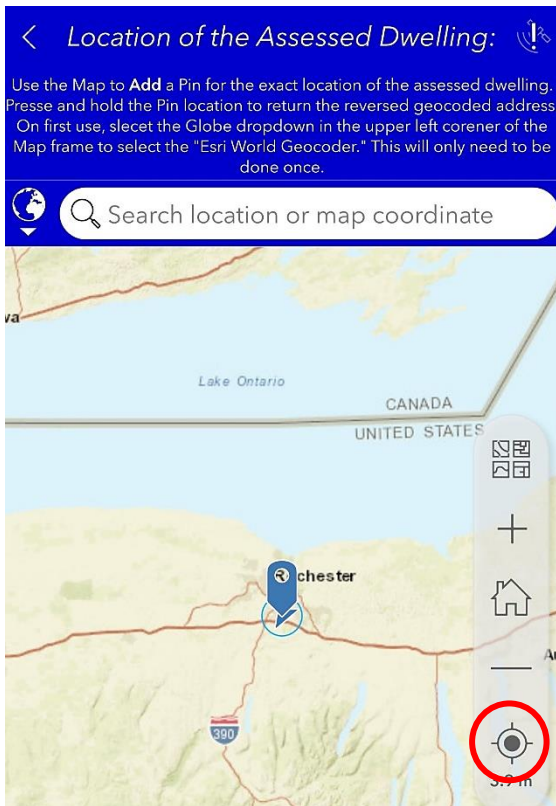 Location of the Assessed Dwelling:
Use the Map to Add a Pin for the exact location of the assessed dwelling.
Presse and hold the Pin location to return the reversed geocoded address
On first use, slecet the Globe dropdown in the upper left corener of the
Map frame to select the "Esri World Geocoder." This will only need to be
done once.
Search location or map coordinate
va
Lake Ontario
CANADA
UNITED STATES
Rochester
A
390
3.9 m